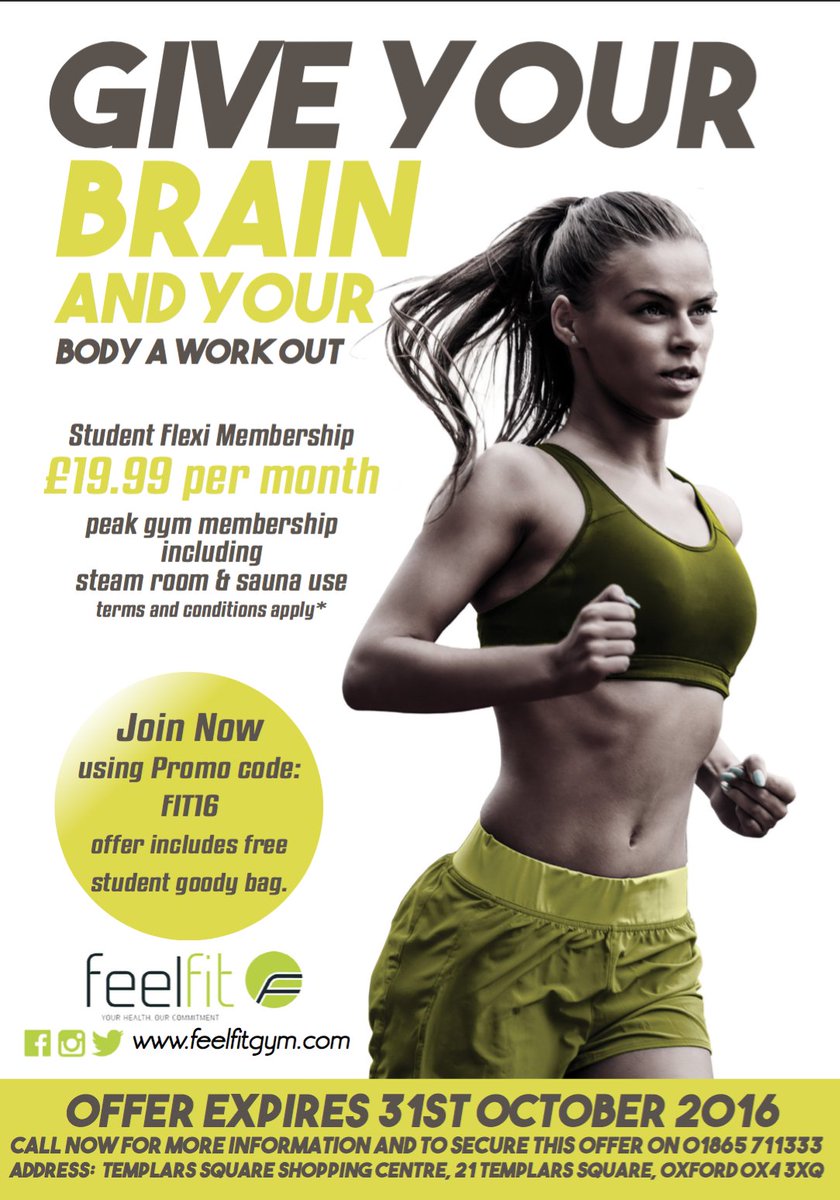 GIVE YOUR
BRAIN
AND YOUR
BODY A WORK OUT
Student Flexi Membership
£19.99 per month
peak gym membership
including
steam room & sauna use
terms and conditions apply*
Join Now
using Promo code:
FIT16
offer includes free
student goody bag.
feelfit
YOUR HEALTH. OUR COMMITMENT
www.feelfitgym.com
OFFER EXPIRES 31ST OCTOBER 2016
CALL NOW FOR MORE INFORMATION AND TO SECURE THIS OFFER ON 01865 711333
ADDRESS: TEMPLARS SQUARE SHOPPING CENTRE, 21 TEMPLARS SQUARE, OXFORD OX4 3XQ